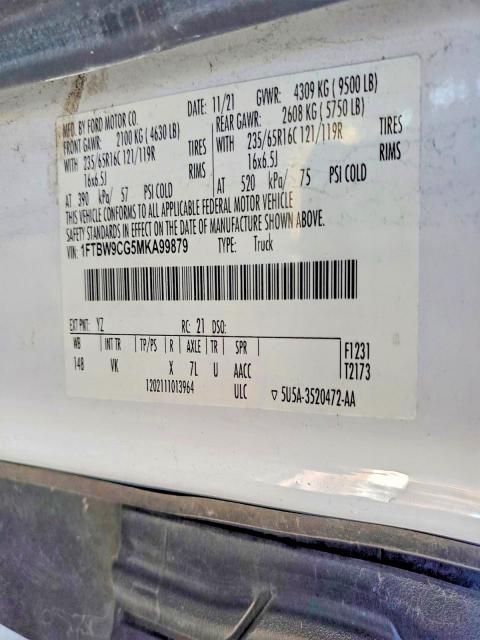 MFD. BY FORD MOTOR CO. DATE: 11/21 GVWR: 4309 KG ( 9500 LB)
FRONT GAWR: 2100 KG ( 4630 LB) REAR GAWR: 2608 KG ( 5750 LB)
WITH 235/65R16C 121/119R TIRES WITH 235/65R16C 121/119R TIRES
16x6.5J RIMS 16x6.5J RIMS
AT 390 kPa/ 57 PSI COLD AT 520 kPa/ 75 PSI COLD
THIS VEHICLE CONFORMS TO ALL APPLICABLE FEDERAL MOTOR VEHICLE
SAFETY STANDARDS IN EFFECT ON THE DATE OF MANUFACTURE SHOWN ABOVE.
VIN: 1FTBW9CG5MKA99879 TYPE: Truck
EXT PNT: YZ RC: 21 DSO:
WB INT TR TP/PS R AXLE TR SPR F1231
148 VK X 7L U AACC T2173
1202111013964 ULC ▽ 5U5A-3520472-AA